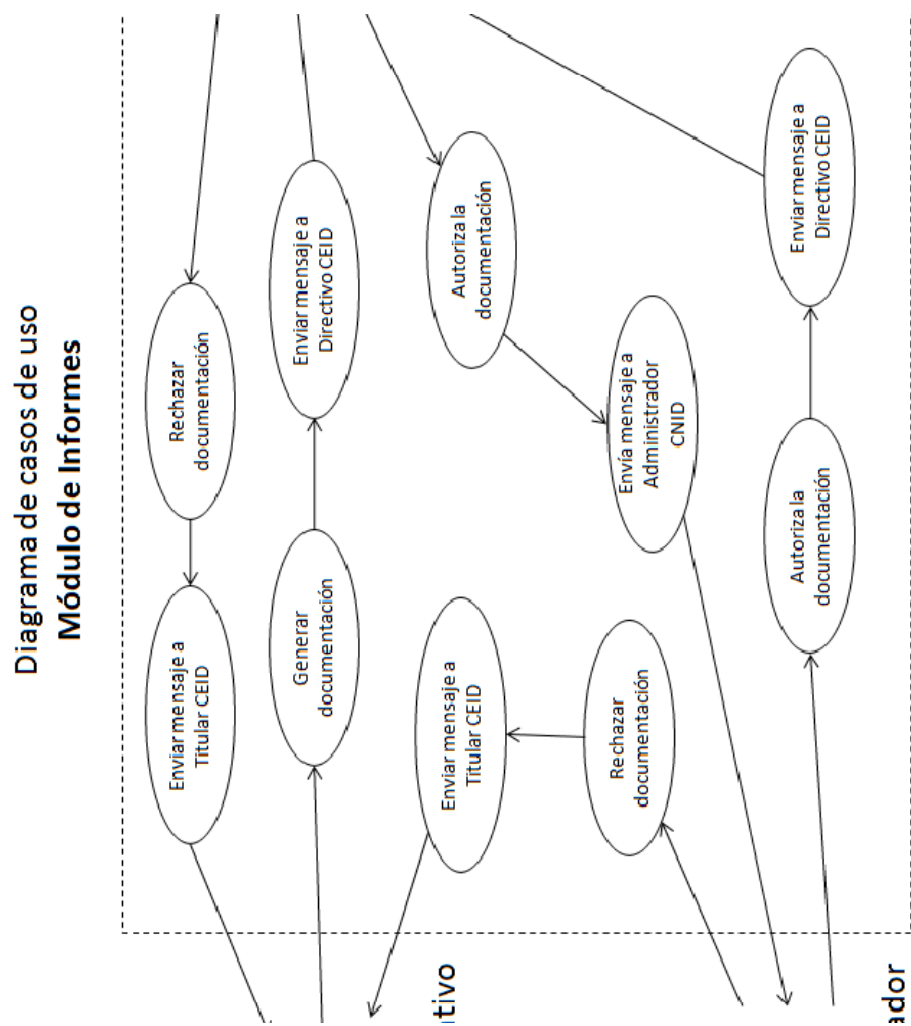 Diagrama de casos de uso
Módulo de Informes
Enviar mensaje a
Titular CEID
Rechazar
documentación
Generar
documentación
Enviar mensaje a
Directivo CEID
Enviar mensaje a
Titular CEID
Autoriza la
documentación
Rechazar
documentación
Envía mensaje a
Administrador
CNID
Autoriza la
documentación
Enviar mensaje a
Directivo CEID
ativo
ador